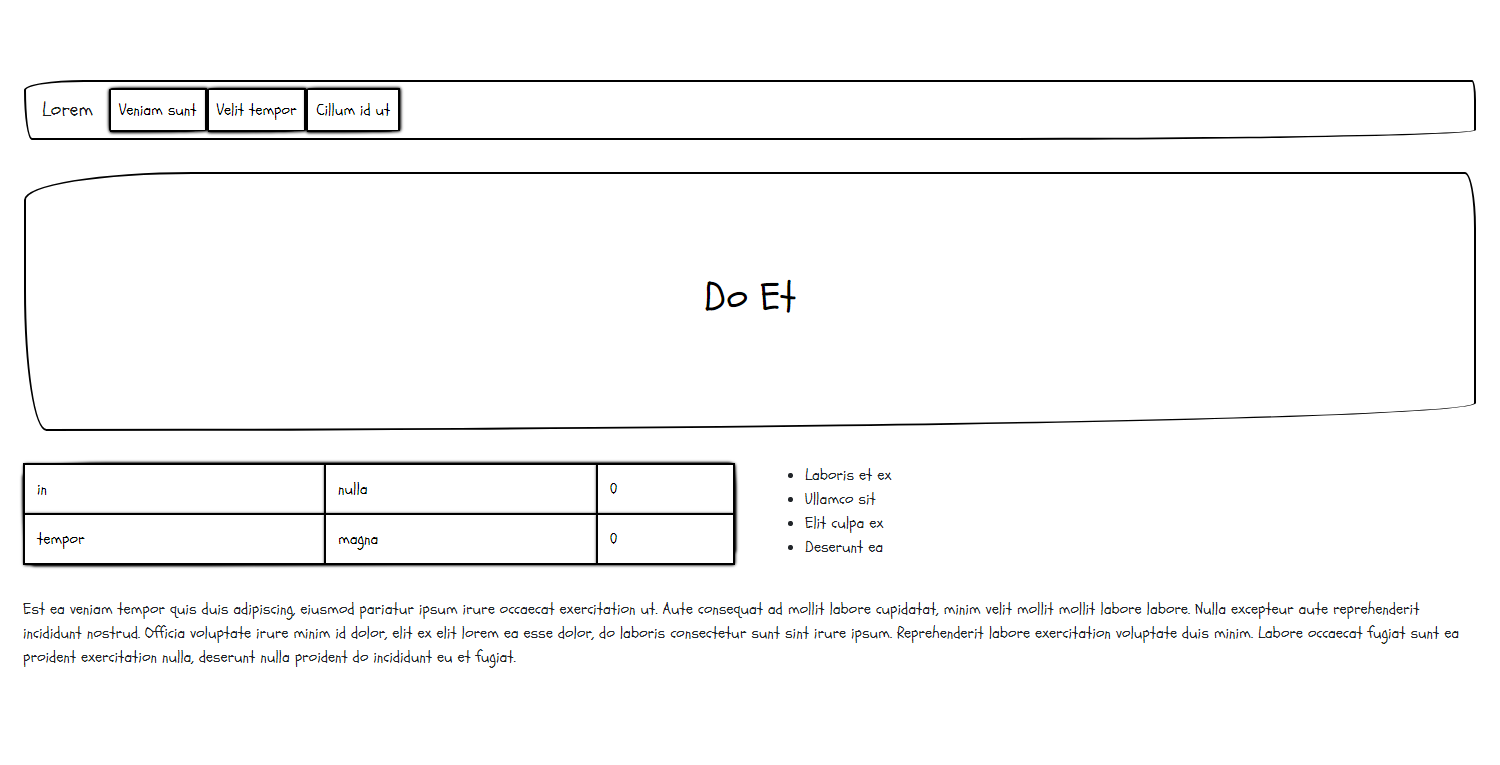 Lorem Veniam sunt Velit tempor Cillum id ut
Do Et
in nulla 0
tempor magna 0
Laboris et ex
Ullamco sit
Elit culpa ex
Deserunt ea
Est ea veniam tempor quis duis adipiscing, eiusmod pariatur ipsum irure occaecat exercitation ut. Aute consequat ad mollit labore cupidatat, minim velit mollit mollit labore labore. Nulla excepteur aute reprehenderit
incididunt nostrud. Officia voluptate irure minim id dolor, elit ex elit lorem ea esse dolor, do laboris consectetur sunt sint irure ipsum. Reprehenderit labore exercitation voluptate duis minim. Labore occaecat fugiat sunt ea
proident exercitation nulla, deserunt nulla proident do incididunt eu et fugiat.